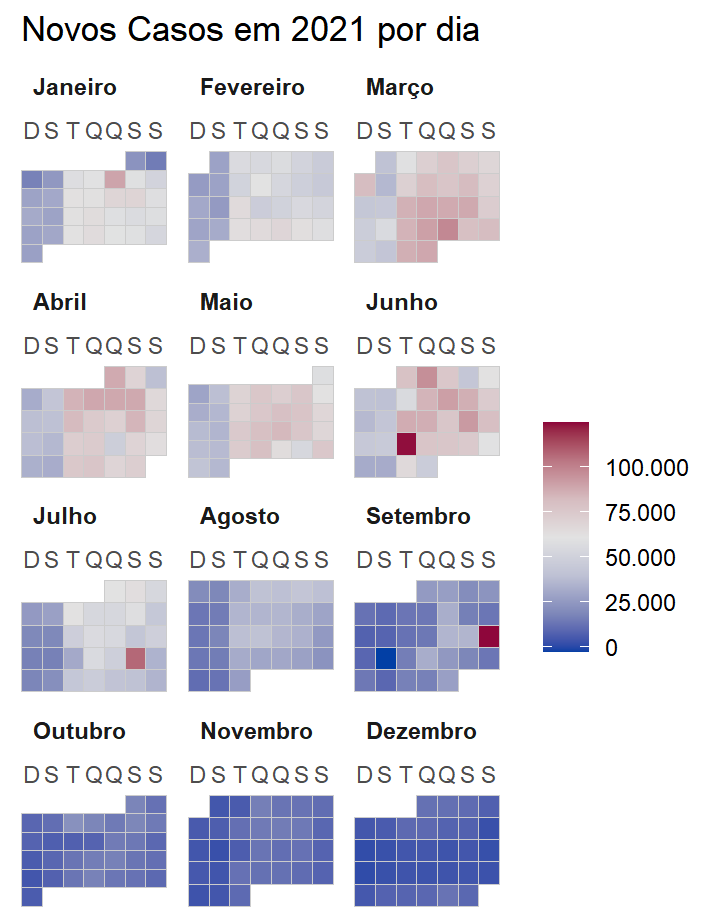 Novos Casos em 2021 por dia
Janeiro Fevereiro Março
D S T Q Q S S D S T Q Q S S D S T Q Q S S
Abril Maio Junho
D S T Q Q S S D S T Q Q S S D S T Q Q S S
Julho Agosto Setembro
D S T Q Q S S D S T Q Q S S D S T Q Q S S
Outubro Novembro Dezembro
D S T Q Q S S D S T Q Q S S D S T Q Q S S
100.000
75.000
50.000
25.000
0